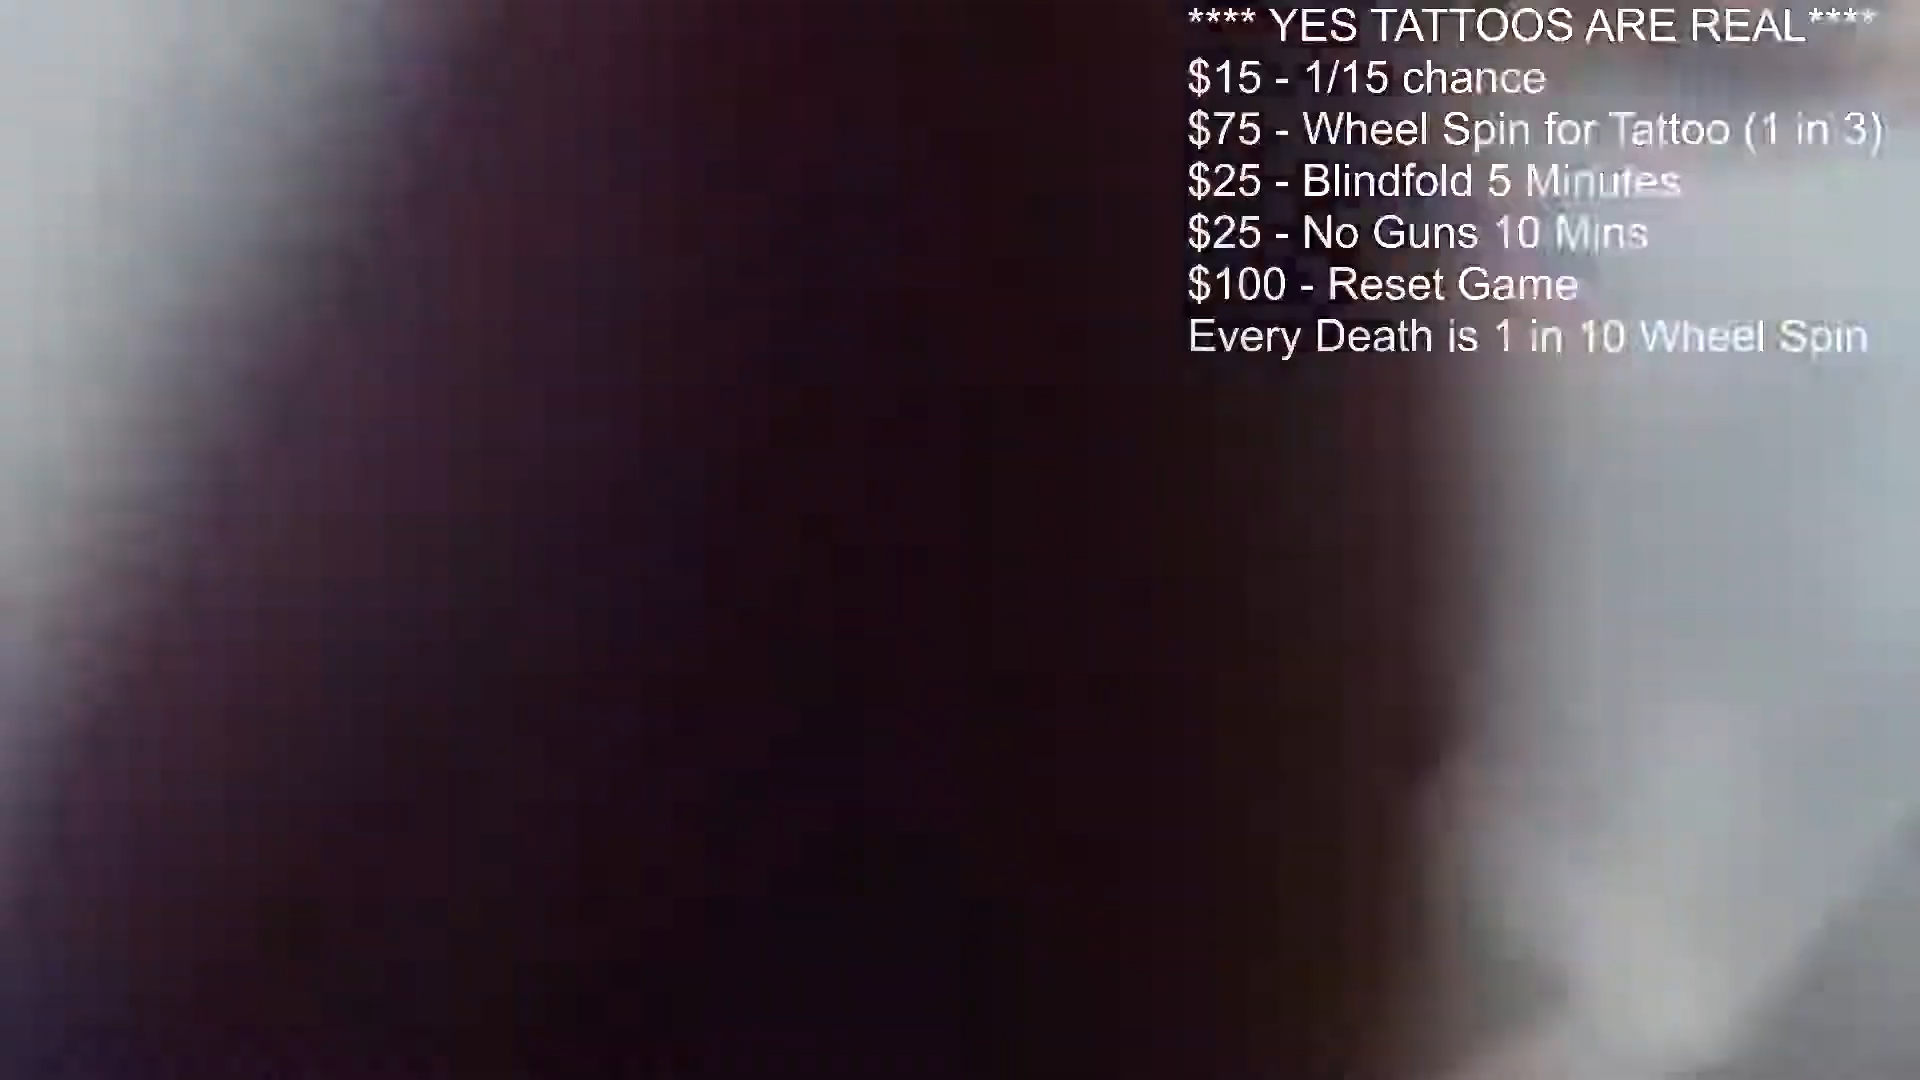 **** YES TATTOOS ARE REAL****
$15 - 1/15 chance
$75 - Wheel Spin for Tattoo (1 in 3)
$25 - Blindfold 5 Minutes
$25 - No Guns 10 Mins
$100 - Reset Game
Every Death is 1 in 10 Wheel Spin